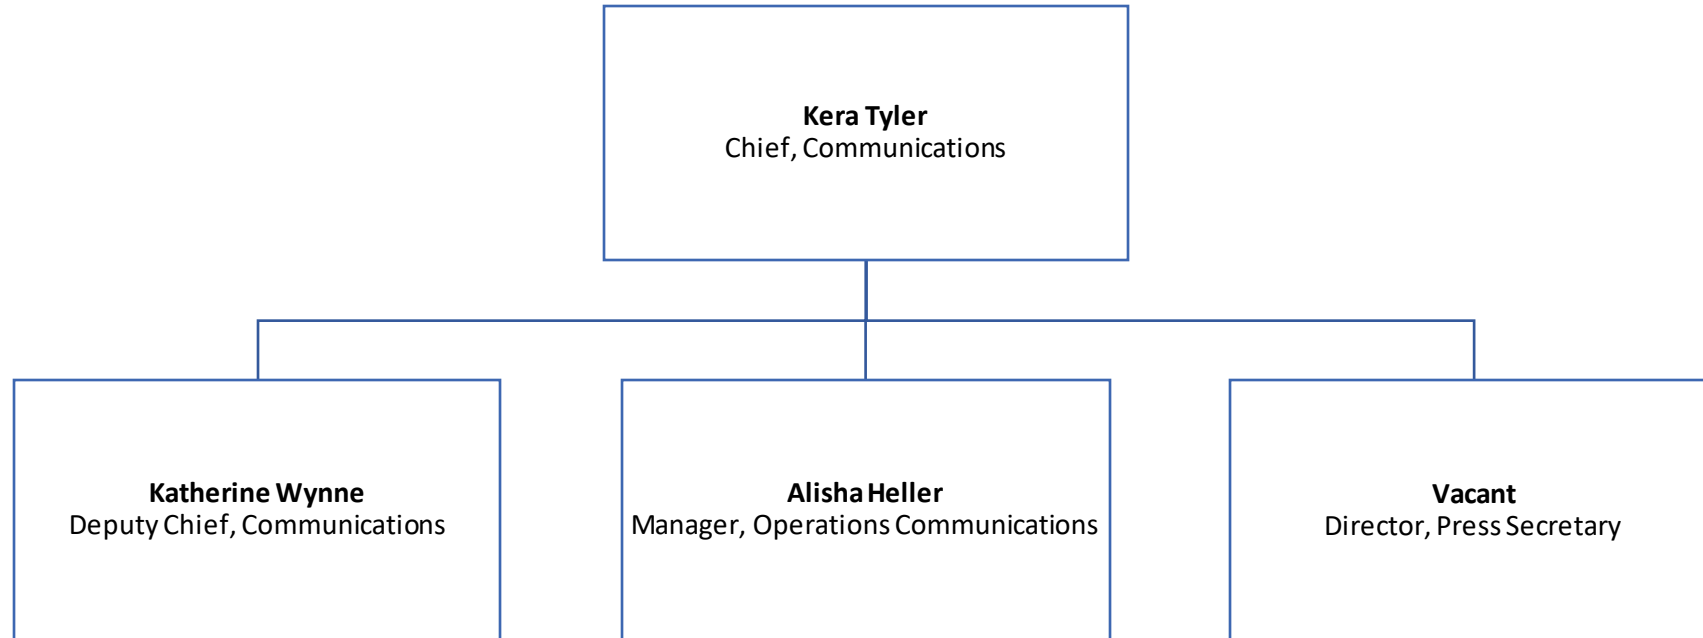 Kera Tyler
Chief, Communications
Katherine Wynne
Deputy Chief, Communications
Alisha Heller
Manager, Operations Communications
Vacant
Director, Press Secretary